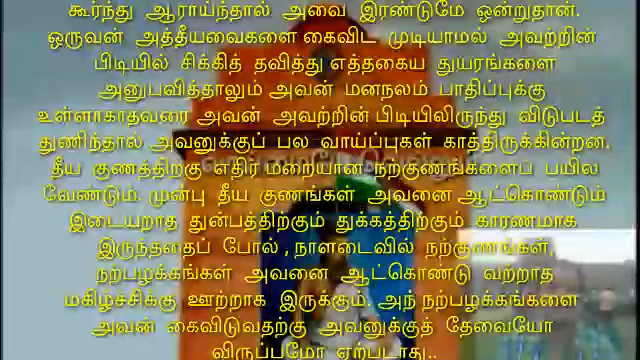 கூர்ந்து ஆராய்ந்தால் அவை இரண்டுமே ஒன்றுதான்.
ஒருவன் அத்தீயவைகளை கைவிட முடியாமல் அவற்றின்
பிடியில் சிக்கித் தவித்து எத்தகைய துயரங்களை
அனுபவித்தாலும் அவன் மனநலம் பாதிப்புக்கு
உள்ளாகாதவரை அவன் அவற்றின் பிடியிலிருந்து விடுபடத்
துணிந்தால் அவனுக்குப் பல வாய்ப்புகள் காத்திருக்கின்றன.
தீய குணத்திற்கு எதிர் மறையான நற்குணங்களைப் பயில
வேண்டும். முன்பு தீய குணங்கள் அவனை ஆட்கொண்டும்
இடையறாத துன்பத்திற்கும் துக்கத்திற்கும் காரணமாக
இருந்ததைப் போல் , நாளடைவில் நற்குணங்கள்,
நற்பழக்கங்கள் அவனை ஆட்கொண்டு வற்றாத
மகிழ்ச்சிக்கு ஊற்றாக இருக்கும். அந் நற்பழக்கங்களை
அவன் கைவிடுவதற்கு அவனுக்குத் தேவையோ
விருப்பமோ ஏற்படாது..